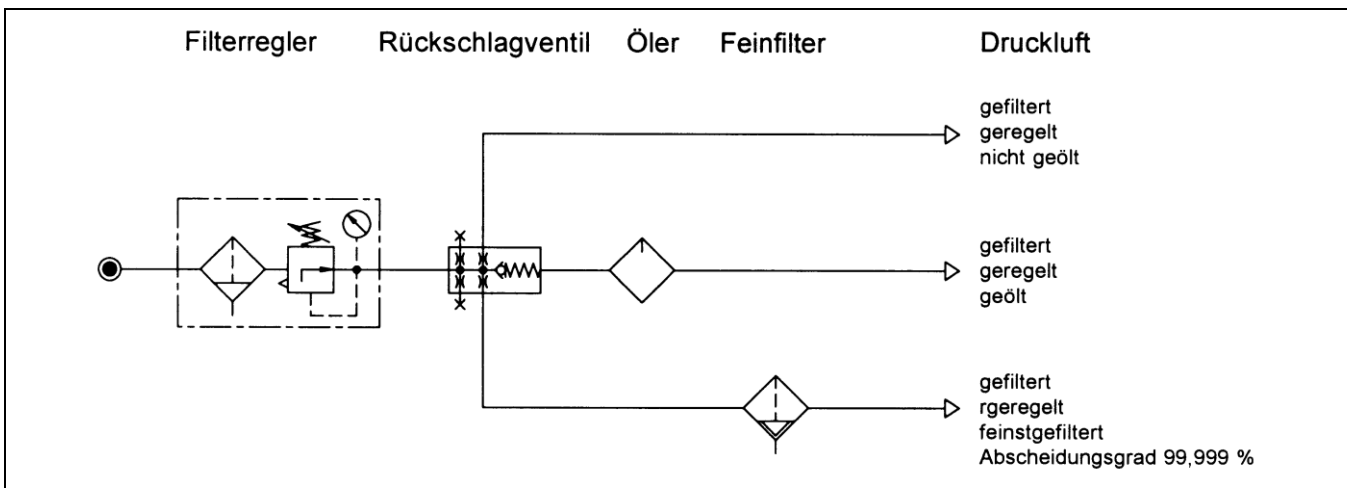 Filterregler Rückschlagventil Öler Feinfilter Druckluft
gefiltert
geregelt
nicht geölt
gefiltert
geregelt
geölt
gefiltert
rgeregelt
feinstgefiltert
Abscheidungsgrad 99,999 %